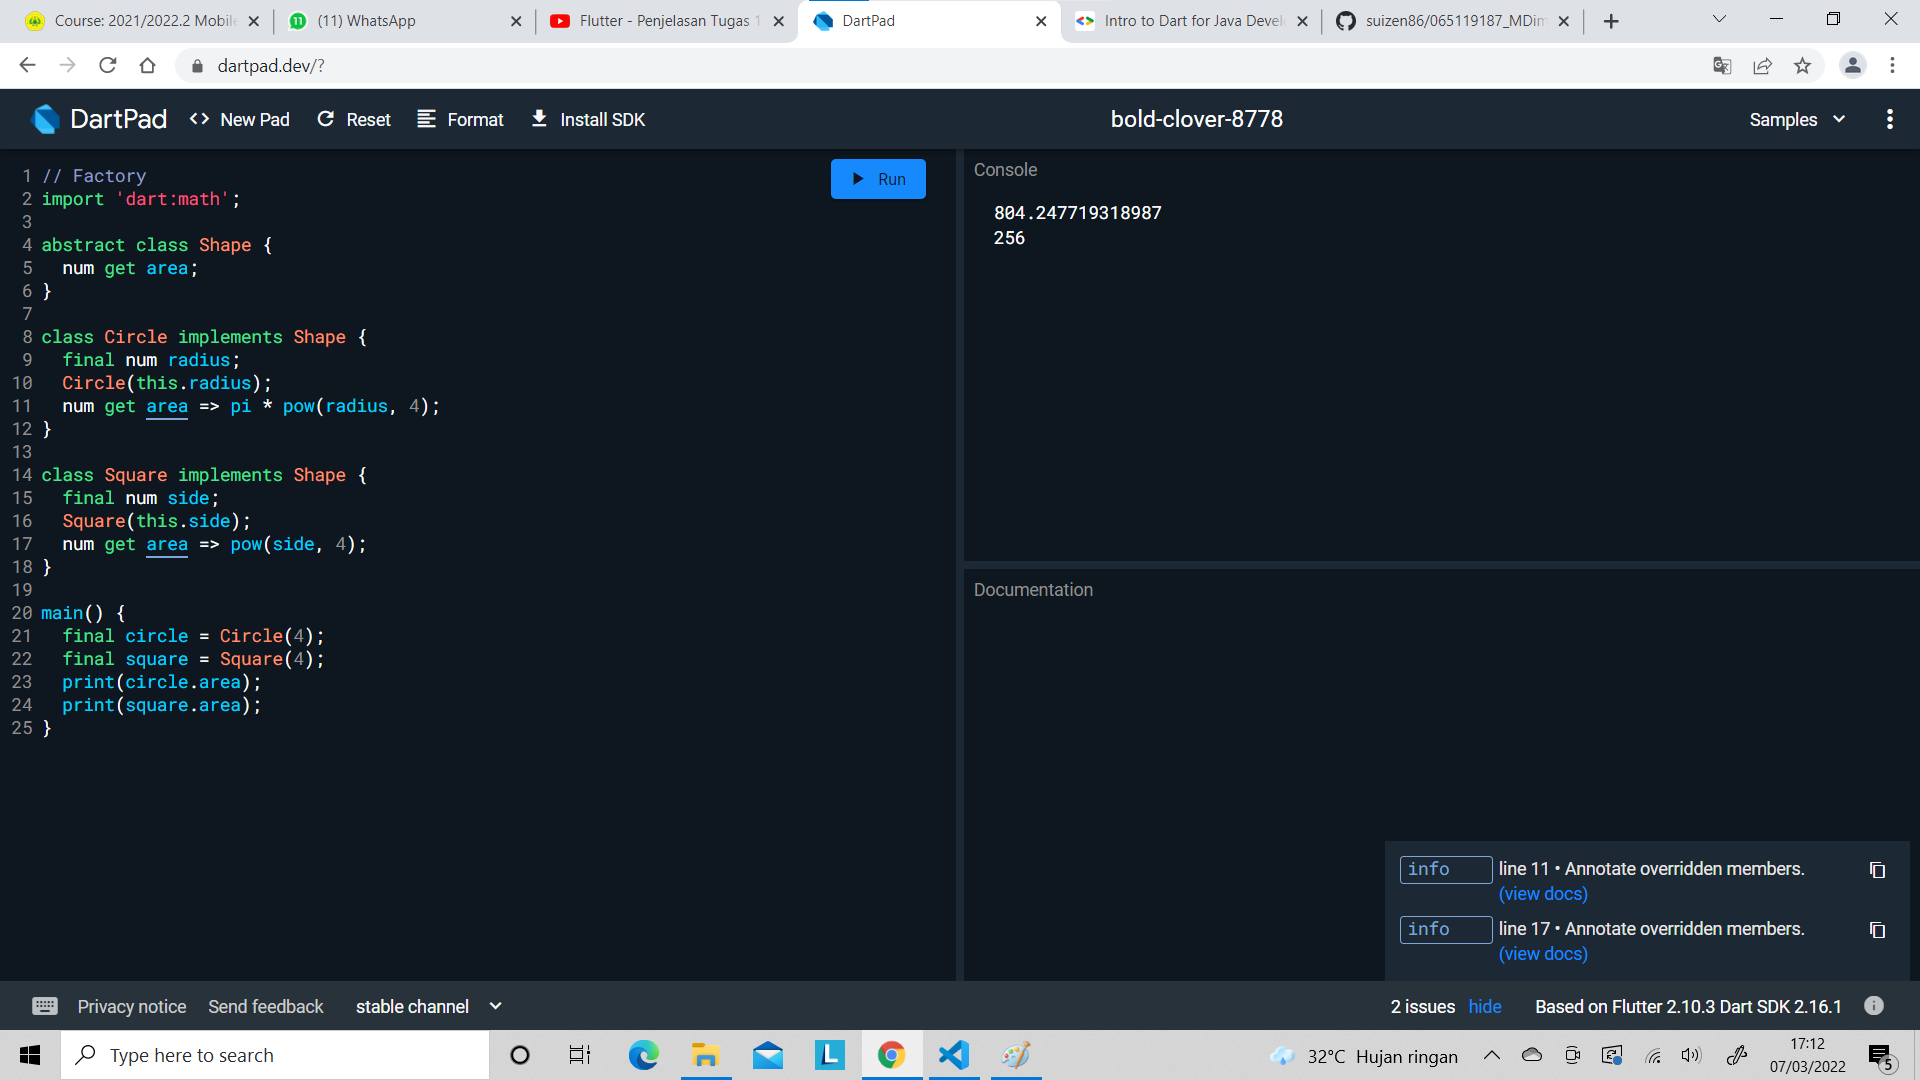 Course: 2021/2022.2 Mobile
(11) WhatsApp
Flutter - Penjelasan Tugas 1
DartPad
Intro to Dart for Java Devel
suizen86/065119187_MDim
dartpad.dev/?
DartPad
<> New Pad
Reset
Format
Install SDK
bold-clover-8778
Samples
1 // Factory
2 import 'dart:math';
3
4 abstract class Shape {
5   num get area;
6 }
7
8 class Circle implements Shape {
9   final num radius;
10   Circle(this.radius);
11   num get area => pi * pow(radius, 4);
12 }
13
14 class Square implements Shape {
15   final num side;
16   Square(this.side);
17   num get area => pow(side, 4);
18 }
19
20 main() {
21   final circle = Circle(4);
22   final square = Square(4);
23   print(circle.area);
24   print(square.area);
25 }
Run
Console
804.247719318987
256
Documentation
info line 11 • Annotate overridden members.
(view docs)
info line 17 • Annotate overridden members.
(view docs)
Privacy notice
Send feedback
stable channel
2 issues hide
Based on Flutter 2.10.3 Dart SDK 2.16.1
Type here to search
L
32°C Hujan ringan
17:12
07/03/2022
5